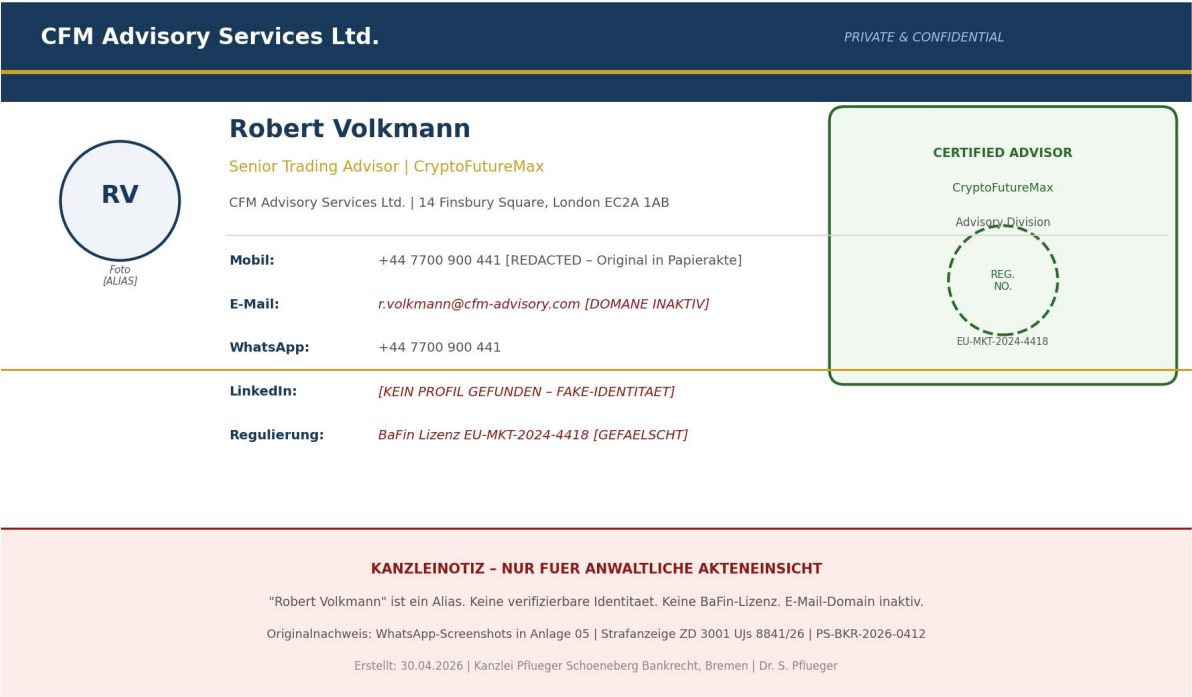 CFM Advisory Services Ltd.
PRIVATE & CONFIDENTIAL
Robert Volkmann
Senior Trading Advisor | CryptoFutureMax
CFM Advisory Services Ltd. | 14 Finsbury Square, London EC2A 1AB
RV
Foto
[ALIAS]
Mobil: +44 7700 900 441 [REDACTED – Original in Papierakte]
E-Mail: r.volkmann@cfm-advisory.com [DOMANE INAKTIV]
WhatsApp: +44 7700 900 441
LinkedIn: [KEIN PROFIL GEFUNDEN – FAKE-IDENTITAET]
Regulierung: BaFin Lizenz EU-MKT-2024-4418 [GEFAELSCHT]
CERTIFIED ADVISOR
CryptoFutureMax
Advisory Division
REG.
NO.
EU-MKT-2024-4418
KANZLEINOTIZ – NUR FUER ANWALTLICHE AKTENEINSICHT
"Robert Volkmann" ist ein Alias. Keine verifizierbare Identitaet. Keine BaFin-Lizenz. E-Mail-Domain inaktiv.
Originalnachweis: WhatsApp-Screenshots in Anlage 05 | Strafanzeige ZD 3001 UJs 8841/26 | PS-BKR-2026-0412
Erstellt: 30.04.2026 | Kanzlei Pflueger Schoeneberg Bankrecht, Bremen | Dr. S. Pflueger